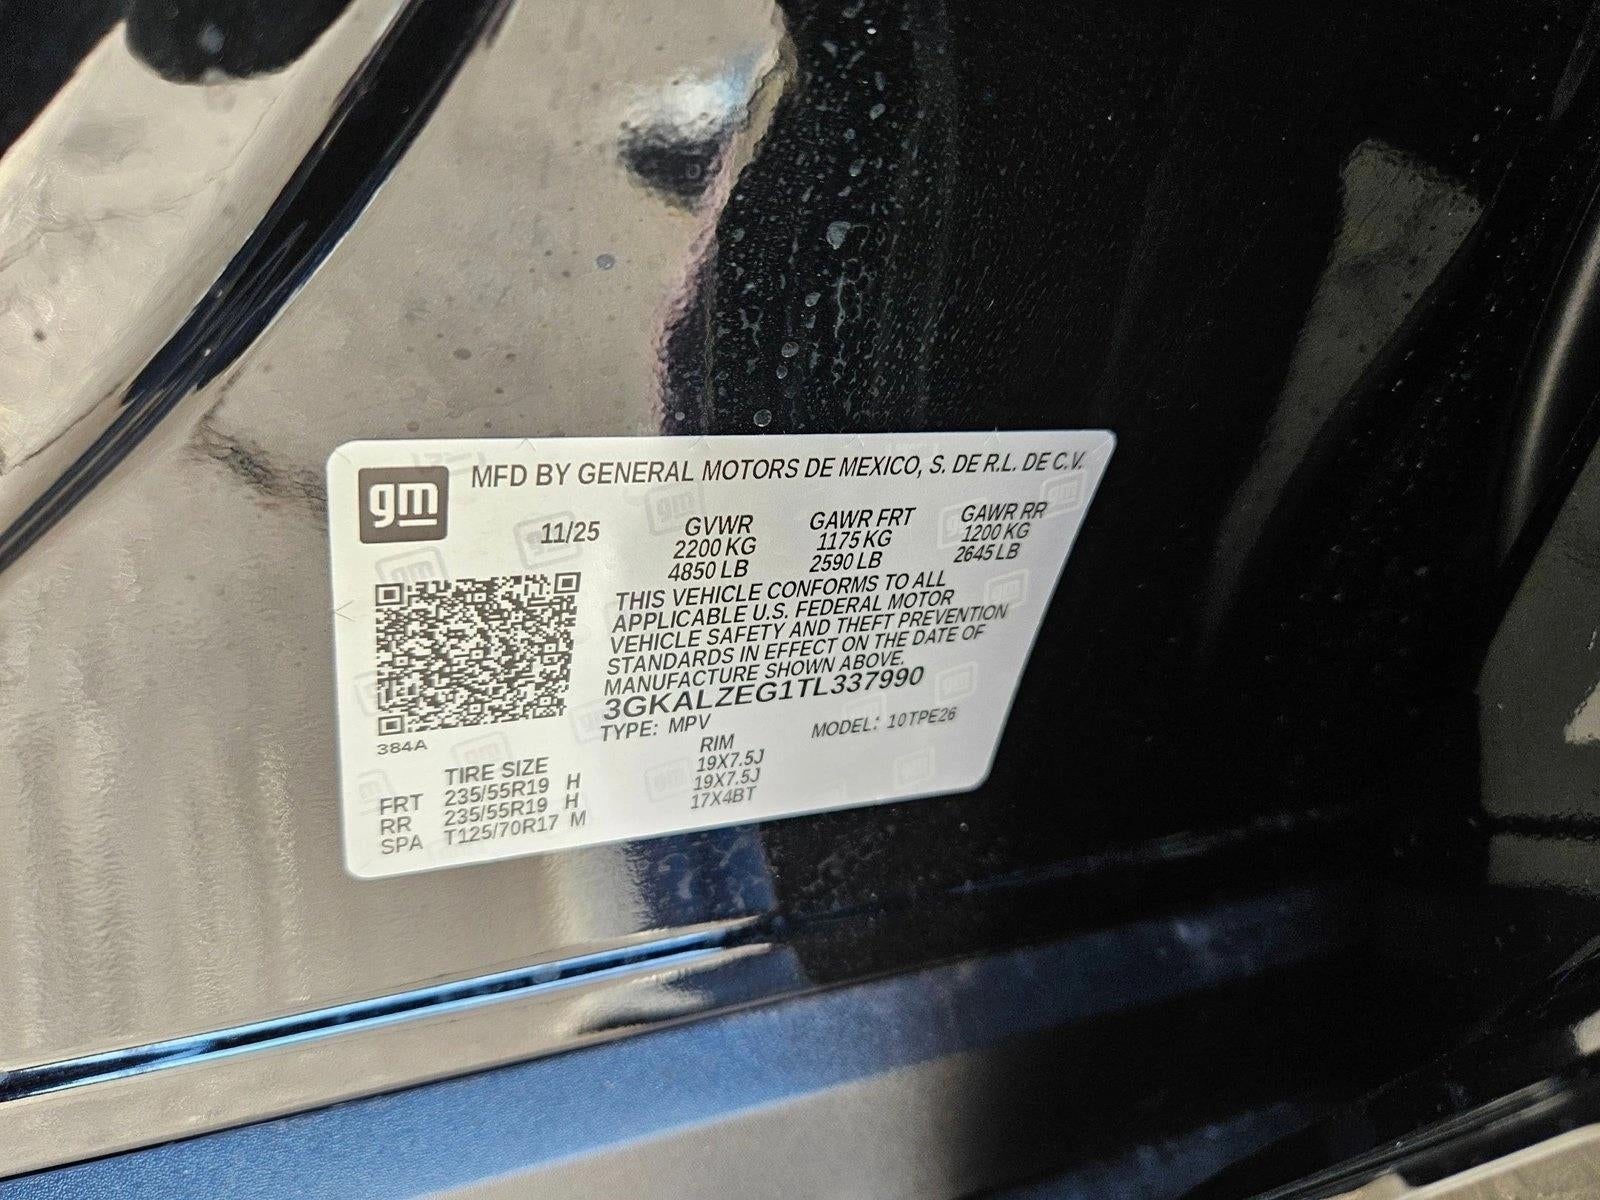 gm
MFD BY GENERAL MOTORS DE MEXICO, S. DE R.L. DE C.V.
11/25 GVWR GAWR FRT GAWR RR
2200 KG 1175 KG 1200 KG
4850 LB 2590 LB 2645 LB
THIS VEHICLE CONFORMS TO ALL
APPLICABLE U.S. FEDERAL MOTOR
VEHICLE SAFETY AND THEFT PREVENTION
STANDARDS IN EFFECT ON THE DATE OF
MANUFACTURE SHOWN ABOVE.
3GKALZEG1TL337990
TYPE: MPV MODEL: 10TPE26
384A
TIRE SIZE RIM
FRT 235/55R19 H 19X7.5J
RR 235/55R19 H 19X7.5J
SPA T125/70R17 M 17X4BT